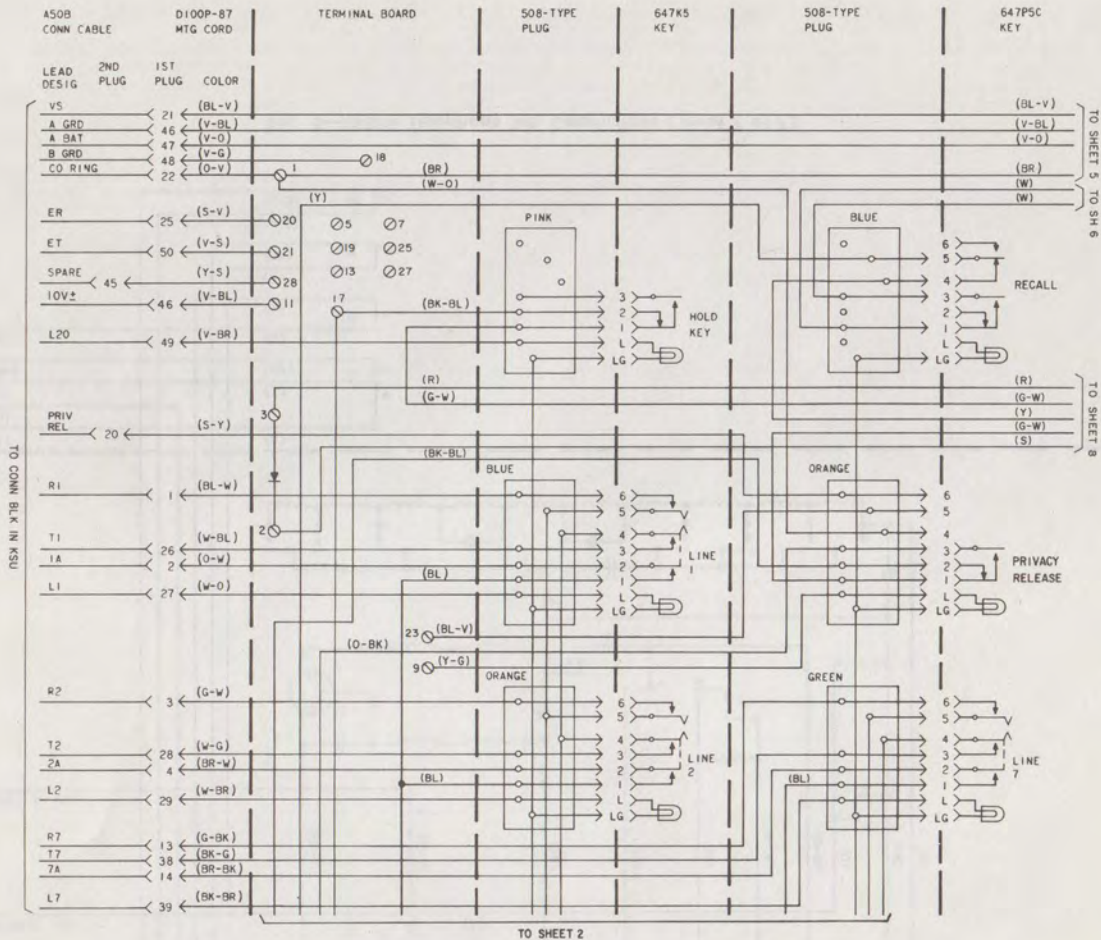 A50B CONN CABLE
D100P-87 MTG CORD
TERMINAL BOARD
508-TYPE PLUG
647K5 KEY
508-TYPE PLUG
647P5C KEY
LEAD DESIG
2ND PLUG
1ST PLUG
COLOR
VS 21 (BL-V) (BL-V)
A GRD 46 (V-BL) (V-BL)
A BAT 47 (V-O) (V-O)
B GRD 48 (V-G) 18
CO RING 22 (O-V) 1 (BR) (BR)
(W-O) (W)
(Y) (W)
TO SHEET 5
TO SH 6
ER 25 (S-V) 20 5 7 PINK BLUE
ET 50 (V-S) 21 19 25 6
5
SPARE 45 (Y-S) 28 13 27 4 RECALL
10V± 46 (V-BL) 11 17 (BK-BL) 3 3
2 HOLD KEY 2
1 1
L20 49 (V-BR) L L
LG LG
(R) (R)
(G-W) (G-W)
3 (Y)
PRIV REL 20 (S-Y) (G-W)
(S)
TO SHEET 8
(BK-BL)
BLUE ORANGE
R1 1 (BL-W) 6 6
5 5
2 4 4
T1 26 (W-BL) 3 3
1A 2 (O-W) 2 LINE 1 2 PRIVACY RELEASE
(BL) 1 1
L1 27 (W-O) L L
LG LG
23 (BL-V)
(O-BK)
9 (Y-G)
ORANGE GREEN
R2 3 (G-W) 6 6
5 5
4 4
T2 28 (W-G) 3 3
2A 4 (BR-W) 2 LINE 2 2 LINE 7
(BL) 1 (BL) 1
L2 29 (W-BR) L L
LG LG
R7 13 (G-BK)
T7 38 (BK-G)
7A 14 (BR-BK)
L7 39 (BK-BR)
TO CONN BLK IN KSU
TO SHEET 2